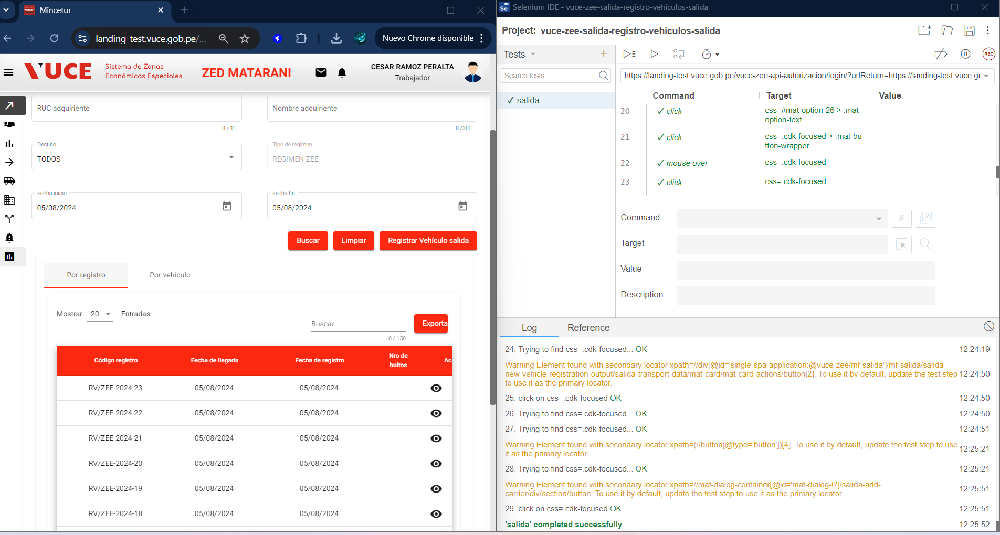 Mincetur
landing-test.vuce.gob.pe/...
Nuevo Chrome disponible
VUCE
Sistema de Zonas
Económicas Especiales
ZED MATARANI
CESAR RAMOZ PERALTA
Trabajador
RUC adquiriente
Nombre adquiriente
0 / 11
0 /300
Destino
TODOS
Tipo de régimen
REGIMEN ZEE
Fecha inicio
05/08/2024
Fecha fin
05/08/2024
Buscar
Limpiar
Registrar Vehículo salida
Por registro
Por vehículo
Mostrar 20 Entradas
Buscar
0 / 150
Exporta
Código registro Fecha de llegada Fecha de registro Nro de bultos Ac
RV/ZEE-2024-23 05/08/2024 05/08/2024
RV/ZEE-2024-22 05/08/2024 05/08/2024
RV/ZEE-2024-21 05/08/2024 05/08/2024
RV/ZEE-2024-20 05/08/2024 05/08/2024
RV/ZEE-2024-19 05/08/2024 05/08/2024
RV/ZEE-2024-18 05/08/2024 05/08/2024
Se Selenium IDE - vuce-zee-salida-registro-vehiculos-salida
Project: vuce-zee-salida-registro-vehiculos-salida
Tests
REC
Search tests...
https://landing-test.vuce.gob.pe/vuce-zee-api-autorizacion/login/?urlReturn=https://landing-test.vuce.gc
✓ salida
Command Target Value
20 ✓ click css=#mat-option-26 > .mat-
option-text
21 ✓ click css=.cdk-focused > .mat-bu
tton-wrapper
22 ✓ mouse over css=.cdk-focused
23 ✓ click css=.cdk-focused
Command
//
Target
Value
Description
Log
Reference
24. Trying to find css=.cdk-focused... OK 12:24:19
Warning Element found with secondary locator xpath=//div[@id='single-spa-application:@vuce-zee/mf-salida']/mf-salida/salida-
new-vehicle-registration-output/salida-transport-data/mat-card/mat-card-actions/button[2]. To use it by default, update the test step 12:24:50
to use it as the primary locator.
25. click on css=.cdk-focused OK 12:24:50
26. Trying to find css=.cdk-focused... OK 12:24:50
27. Trying to find css=.cdk-focused... OK 12:24:51
Warning Element found with secondary locator xpath=(//button[@type='button'])[4]. To use it by default, update the test step to use 12:25:21
it as the primary locator.
28. Trying to find css=.cdk-focused... OK 12:25:21
Warning Element found with secondary locator xpath=//mat-dialog-container[@id='mat-dialog-6']/salida-add-
carrier/div/section/button. To use it by default, update the test step to use it as the primary locator. 12:25:51
29. click on css=.cdk-focused OK 12:25:51
'salida' completed successfully 12:25:52